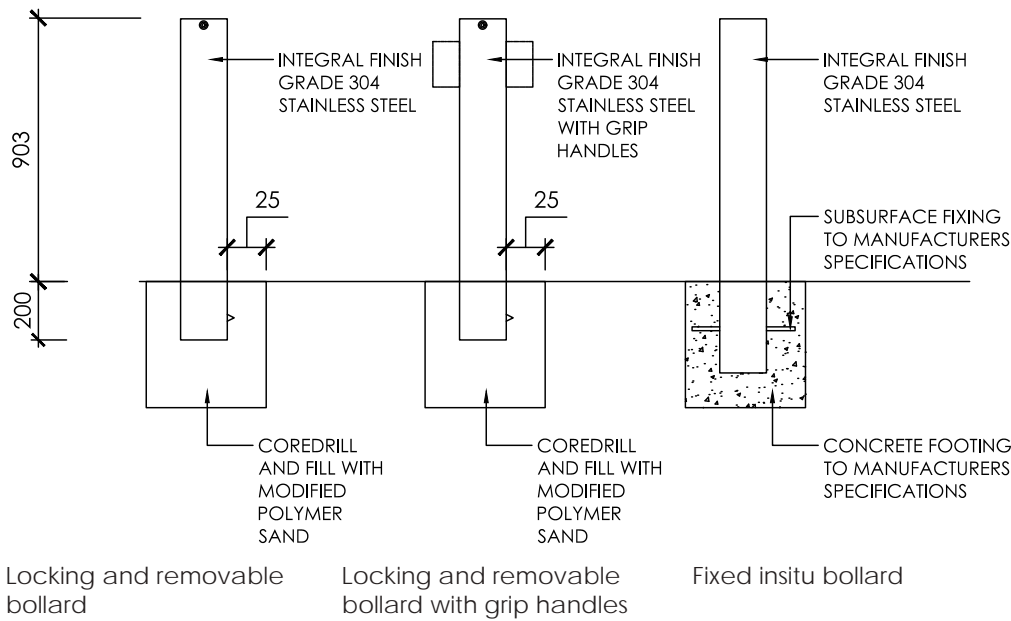 903
200
INTEGRAL FINISH
GRADE 304
STAINLESS STEEL
25
INTEGRAL FINISH
GRADE 304
STAINLESS STEEL
WITH GRIP
HANDLES
25
INTEGRAL FINISH
GRADE 304
STAINLESS STEEL
SUBSURFACE FIXING
TO MANUFACTURERS
SPECIFICATIONS
COREDRILL
AND FILL WITH
MODIFIED
POLYMER
SAND
COREDRILL
AND FILL WITH
MODIFIED
POLYMER
SAND
CONCRETE FOOTING
TO MANUFACTURERS
SPECIFICATIONS
Locking and removable
bollard
Locking and removable
bollard with grip handles
Fixed insitu bollard